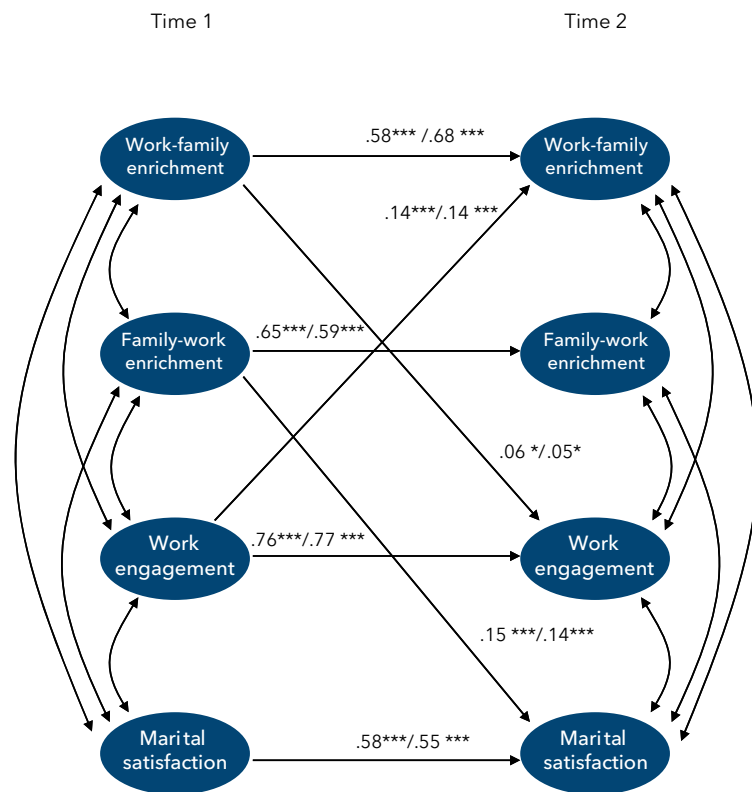 Time 1
Time 2
Work-family
enrichment
.58*** /.68 ***
Work-family
enrichment
.14***/.14 ***
Family-work
enrichment
.65***/.59***
Family-work
enrichment
.06 */.05*
Work
engagement
.76***/.77 ***
Work
engagement
.15 ***/.14***
Marital
satisfaction
.58***/.55 ***
Marital
satisfaction